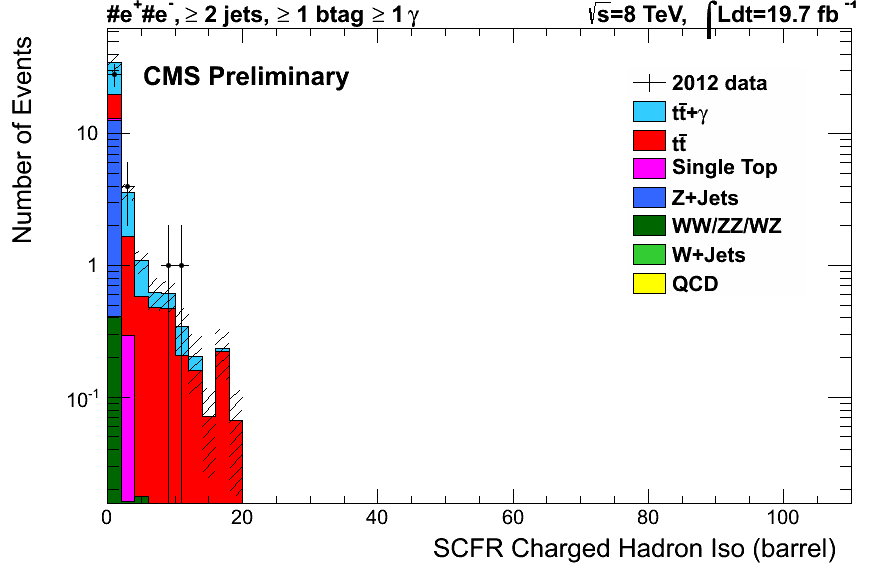 #e⁺#e⁻, ≥ 2 jets, ≥ 1 btag ≥ 1 γ
√s=8 TeV, ∫Ldt=19.7 fb⁻¹
CMS Preliminary
2012 data
tt̄+γ
tt̄
Single Top
Z+Jets
WW/ZZ/WZ
W+Jets
QCD
Number of Events
10
1
10⁻¹
0 20 40 60 80 100
SCFR Charged Hadron Iso (barrel)